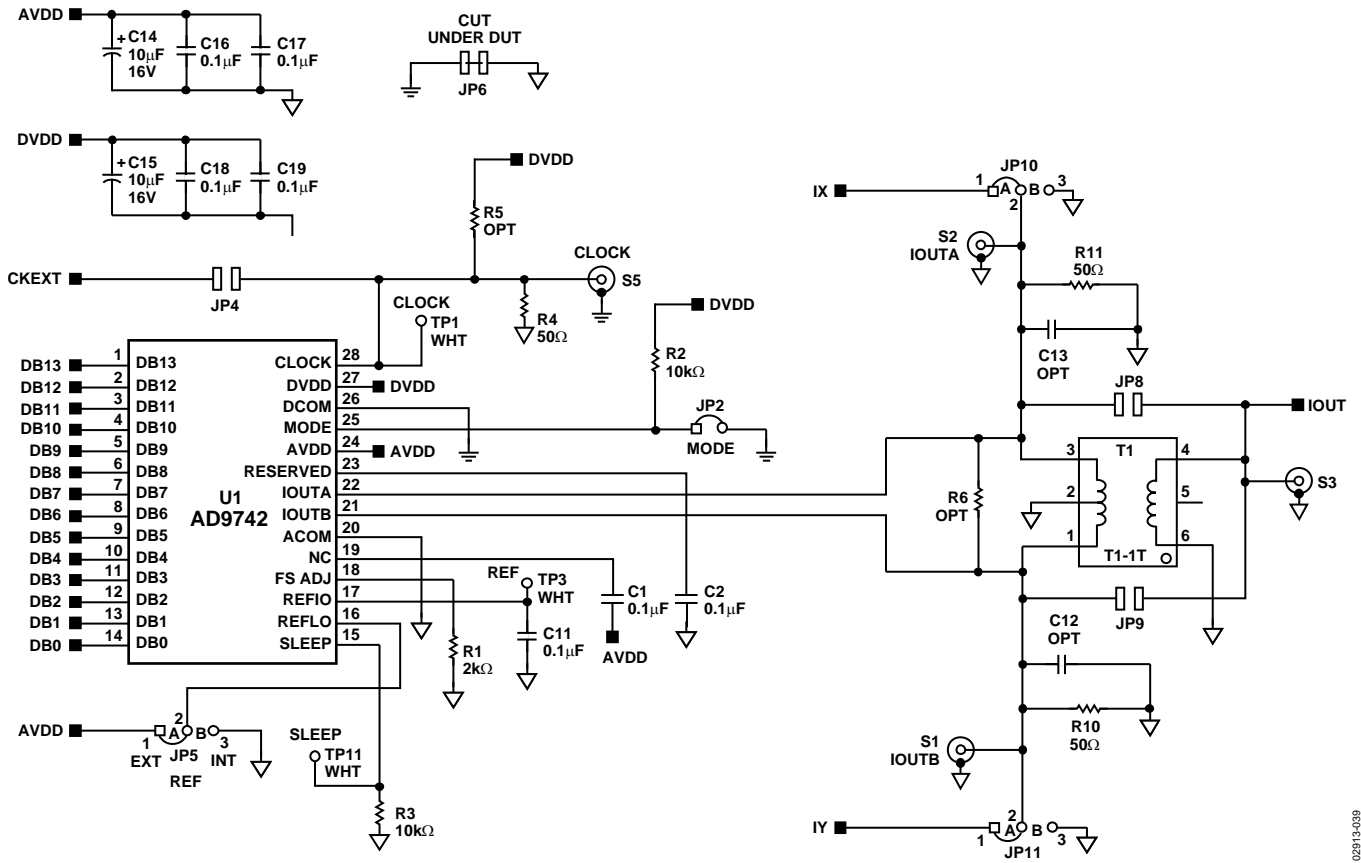 AVDD
+ C14
10µF
16V
C16
0.1µF
C17
0.1µF
CUT
UNDER DUT
JP6
DVDD
+ C15
10µF
16V
C18
0.1µF
C19
0.1µF
DVDD
R5
OPT
CKEXT
JP4
CLOCK
S5
CLOCK
TP1
WHT
R4
50Ω
DVDD
R2
10kΩ
JP2
MODE
U1
AD9742
DB13 1 DB13
DB12 2 DB12
DB11 3 DB11
DB10 4 DB10
DB9 5 DB9
DB8 6 DB8
DB7 7 DB7
DB6 8 DB6
DB5 9 DB5
DB4 10 DB4
DB3 11 DB3
DB2 12 DB2
DB1 13 DB1
DB0 14 DB0
CLOCK 28
DVDD 27 DVDD
DCOM 26
MODE 25
AVDD 24 AVDD
RESERVED 23
IOUTA 22
IOUTB 21
ACOM 20
NC 19
FS ADJ 18
REFIO 17
REFLO 16
SLEEP 15
REF
TP3
WHT
C11
0.1µF
R1
2kΩ
C1
0.1µF
AVDD
C2
0.1µF
AVDD
1 2 A B 3
EXT JP5 INT
REF
SLEEP
TP11
WHT
R3
10kΩ
IX
JP10
1 A B 3
2
S2
IOUTA
R11
50Ω
C13
OPT
JP8
IOUT
R6
OPT
3 T1 4
2 5
1 6
T1-1T
S3
JP9
C12
OPT
R10
50Ω
S1
IOUTB
IY
2
1 A B 3
JP11
02913-039